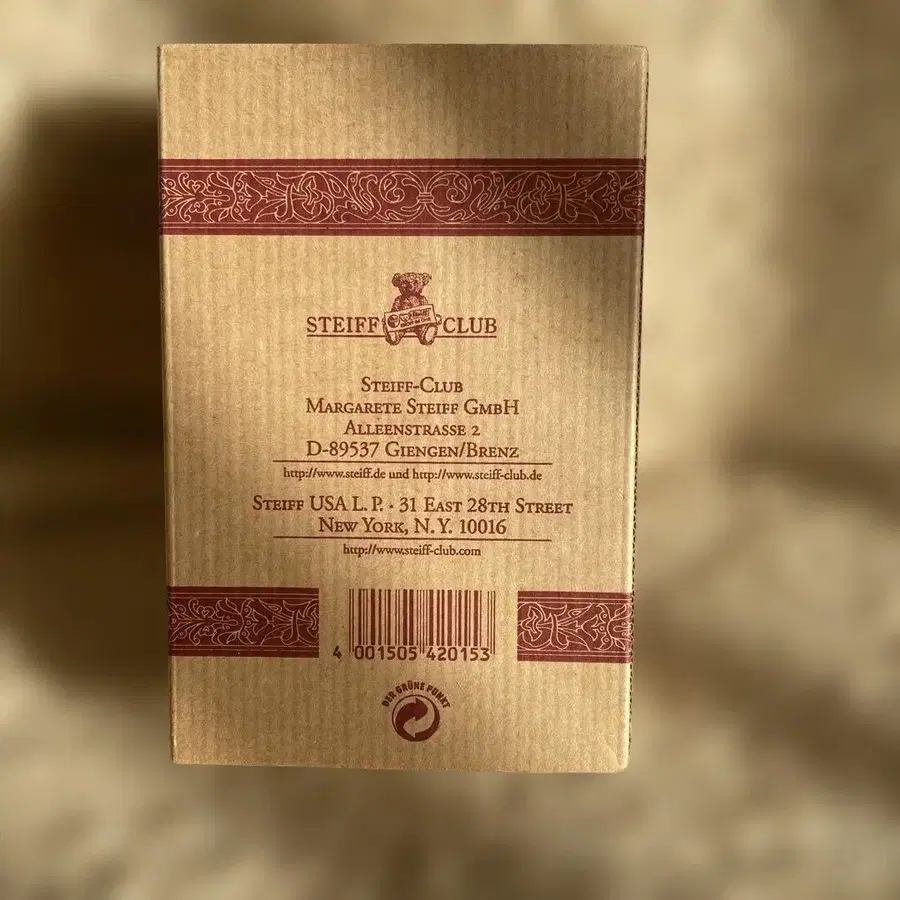 STEIFF CLUB
STEIFF-CLUB
MARGARETE STEIFF GMBH
ALLEENSTRASSE 2
D-89537 GIENGEN/BRENZ
http://www.steiff.de und http://www.steiff-club.de
STEIFF USA L. P. · 31 EAST 28TH STREET
NEW YORK, N. Y. 10016
http://www.steiff-club.com
4 001505 420153
DER GRÜNE PUNKT